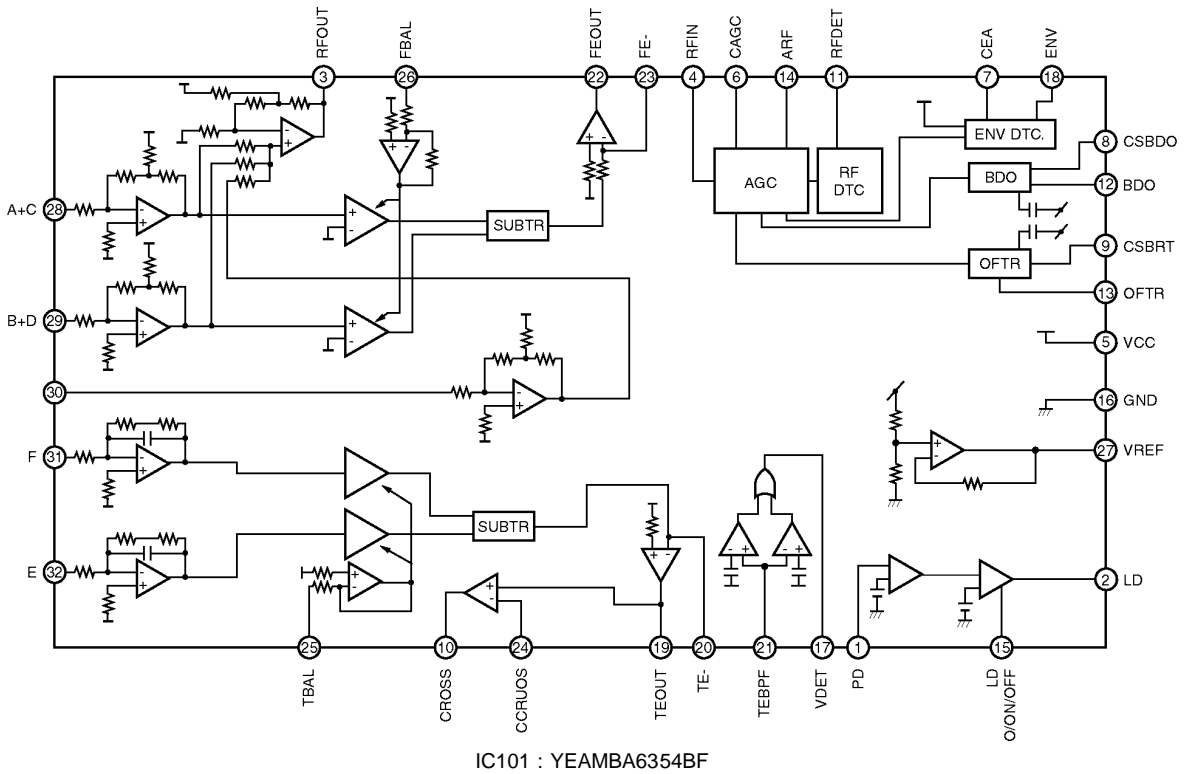 RFOUT
FBAL
FEOUT
FE-
RFIN
CAGC
ARF
RFDET
CEA
ENV
3
26
22
23
4
6
14
11
7
18
ENV DTC.
8 CSBDO
AGC
RF
DTC
BDO
12 BDO
A+C 28
SUBTR
9 CSBRT
OFTR
13 OFTR
B+D 29
5 VCC
30
16 GND
F 31
27 VREF
SUBTR
E 32
2 LD
25
10
24
19
20
21
17
1
15
TBAL
CROSS
CCRUOS
TEOUT
TE-
TEBPF
VDET
PD
LD
O/ON/OFF
IC101 : YEAMBA6354BF